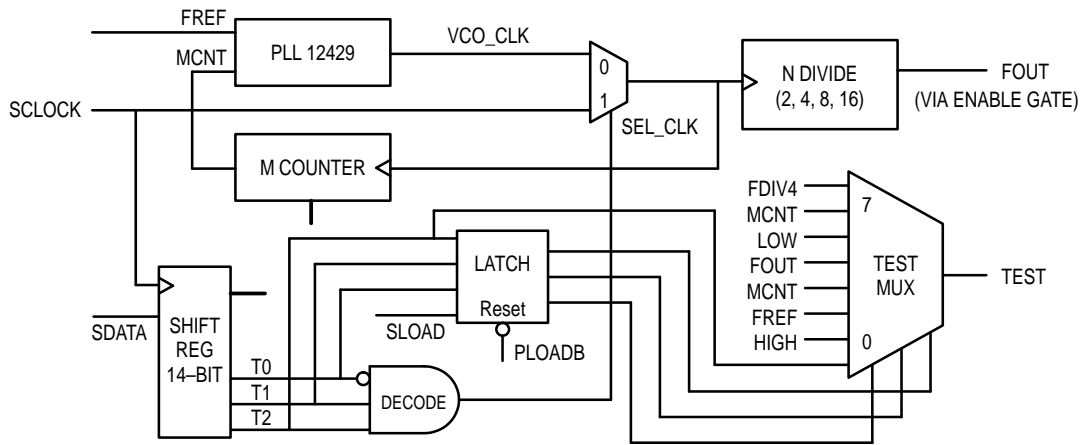 FREF
MCNT
PLL 12429
VCO_CLK
0
1
SCLOCK
SEL_CLK
N DIVIDE
(2, 4, 8, 16)
FOUT
(VIA ENABLE GATE)
M COUNTER
FDIV4
MCNT
LOW
FOUT
MCNT
FREF
HIGH
7
0
TEST
MUX
TEST
LATCH
Reset
SLOAD
PLOADB
SDATA
SHIFT
REG
14–BIT
T0
T1
T2
DECODE